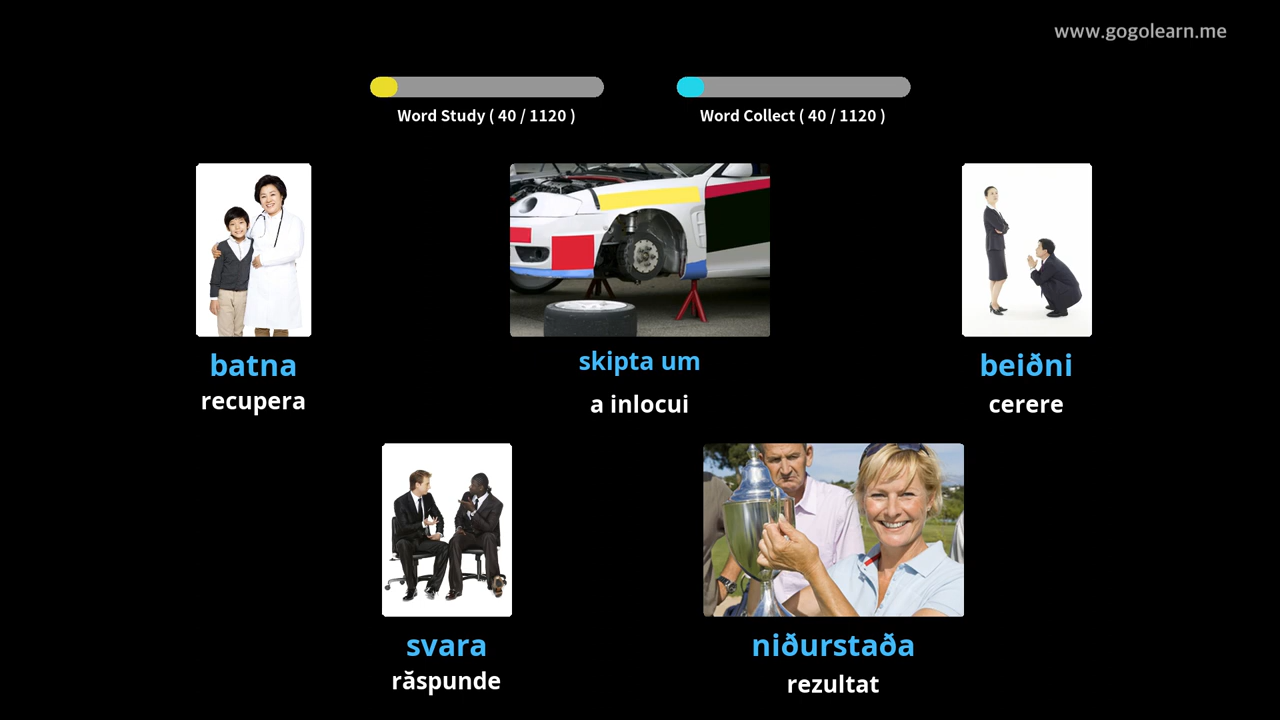 www.gogolearn.me
Word Study ( 40 / 1120 )
Word Collect ( 40 / 1120 )
batna
recupera
skipta um
a inlocui
beiðni
cerere
svara
răspunde
niðurstaða
rezultat